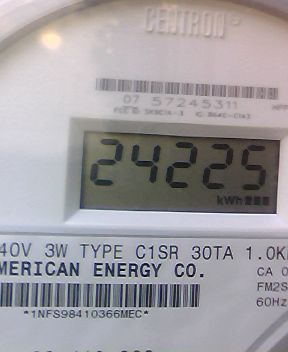 CENTRON
07 57245311
24225
kWh
40V 3W TYPE C1SR 30TA 1.0K
MERICAN ENERGY CO.
CA 0
FM2S
60Hz
*1NFS98410366MEC*